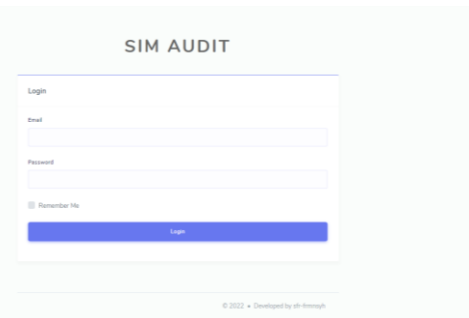 SIM AUDIT
Login
Email
Password
Remember Me
Login
© 2022 • Developed by